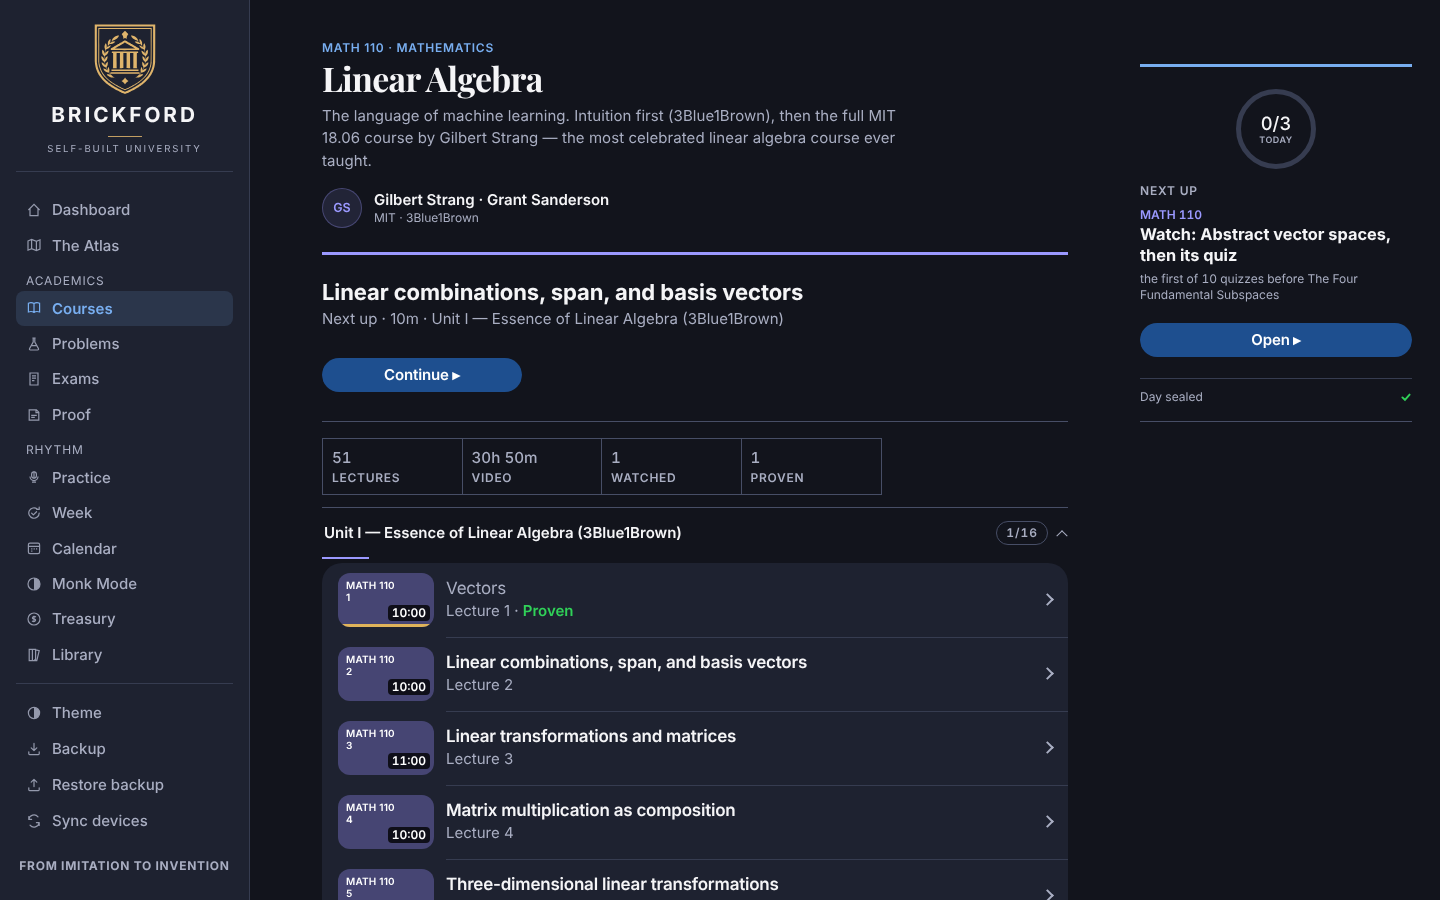 BRICKFORD
SELF-BUILT UNIVERSITY
Dashboard
The Atlas
ACADEMICS
Courses
Problems
Exams
Proof
RHYTHM
Practice
Week
Calendar
Monk Mode
Treasury
Library
Theme
Backup
Restore backup
Sync devices
FROM IMITATION TO INVENTION
MATH 110 · MATHEMATICS
Linear Algebra
The language of machine learning. Intuition first (3Blue1Brown), then the full MIT
18.06 course by Gilbert Strang — the most celebrated linear algebra course ever
taught.
GS
Gilbert Strang · Grant Sanderson
MIT · 3Blue1Brown
Linear combinations, span, and basis vectors
Next up · 10m · Unit I — Essence of Linear Algebra (3Blue1Brown)
Continue ▸
51
LECTURES
30h 50m
VIDEO
1
WATCHED
1
PROVEN
Unit I — Essence of Linear Algebra (3Blue1Brown)
1/16
MATH 110
1
10:00
Vectors
Lecture 1 · Proven
MATH 110
2
10:00
Linear combinations, span, and basis vectors
Lecture 2
MATH 110
3
11:00
Linear transformations and matrices
Lecture 3
MATH 110
4
10:00
Matrix multiplication as composition
Lecture 4
MATH 110
5
Three-dimensional linear transformations
0/3
TODAY
NEXT UP
MATH 110
Watch: Abstract vector spaces,
then its quiz
the first of 10 quizzes before The Four
Fundamental Subspaces
Open ▸
Day sealed